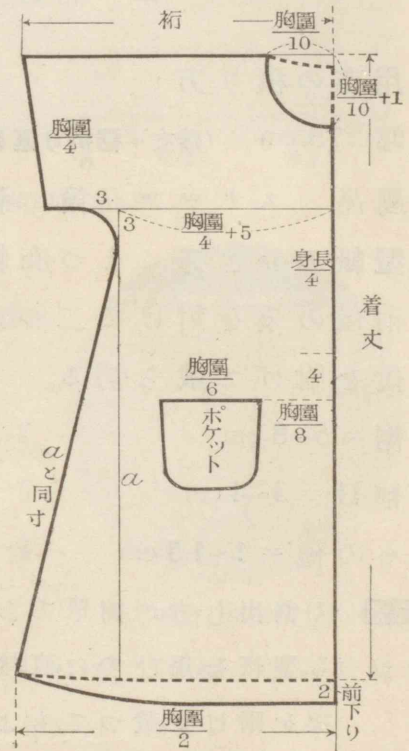 裄
胸圍/10
胸圍/10+1
胸圍/4
3
3
胸圍/4+5
身長/4
着丈
4
胸圍/6
胸圍/8
ポケット
aと同寸
a
2
前下り
胸圍/2